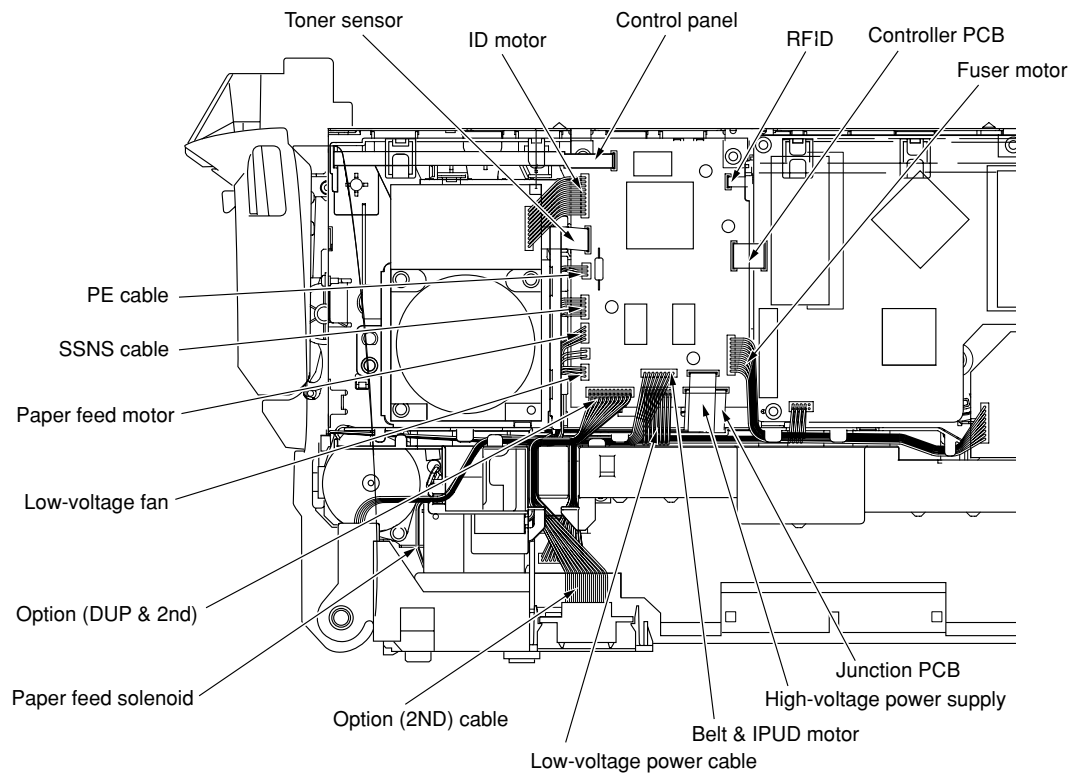 Toner sensor
Control panel
ID motor
RFID
Controller PCB
Fuser motor
PE cable
SSNS cable
Paper feed motor
Low-voltage fan
Option (DUP & 2nd)
Paper feed solenoid
Option (2ND) cable
Junction PCB
High-voltage power supply
Belt & IPUD motor
Low-voltage power cable